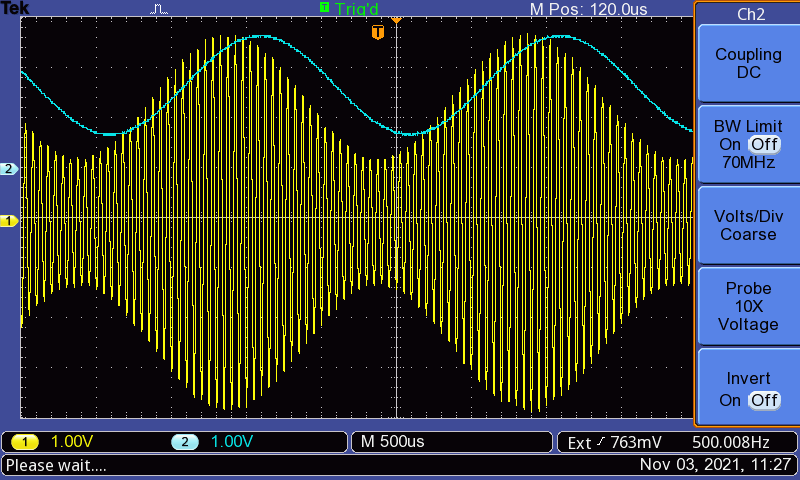 Tek
T Trig'd
M Pos: 120.0us
T
2
1
Ch2
Coupling
DC
BW Limit
On Off
70MHz
Volts/Div
Coarse
Probe
10X
Voltage
Invert
On Off
1 1.00V
2 1.00V
M 500us
Ext 763mV 500.008Hz
Please wait....
Nov 03, 2021, 11:27